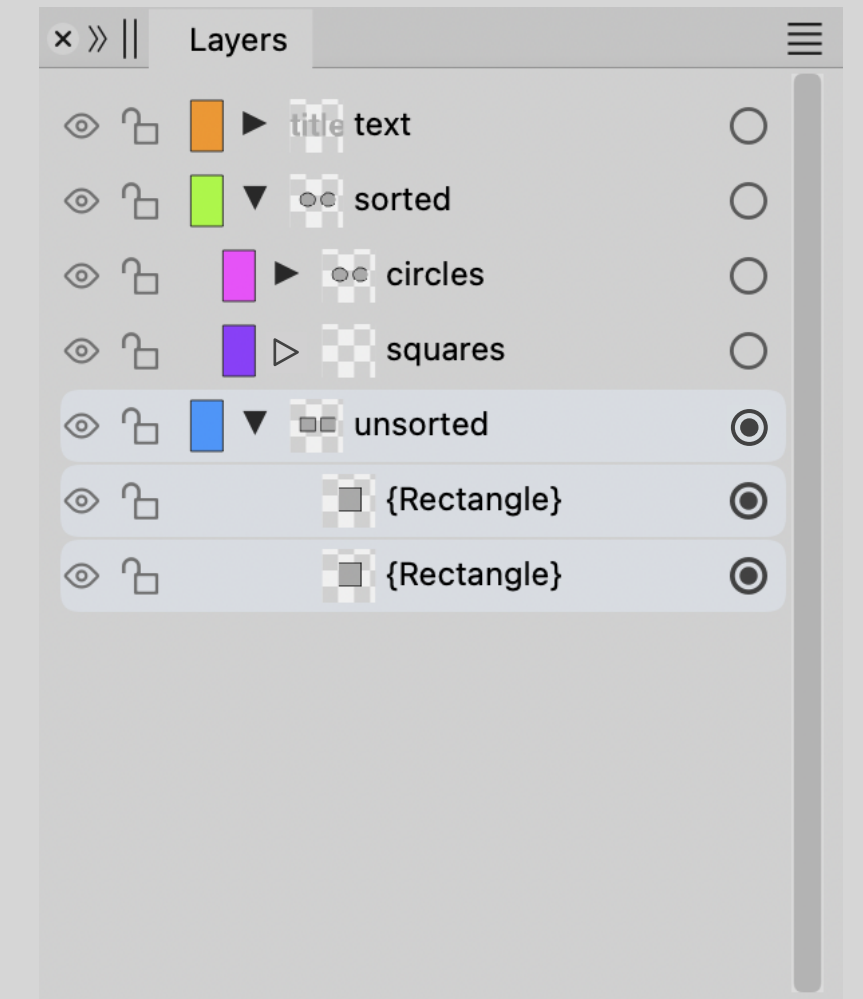 Layers
title text
sorted
circles
squares
unsorted
{Rectangle}
{Rectangle}